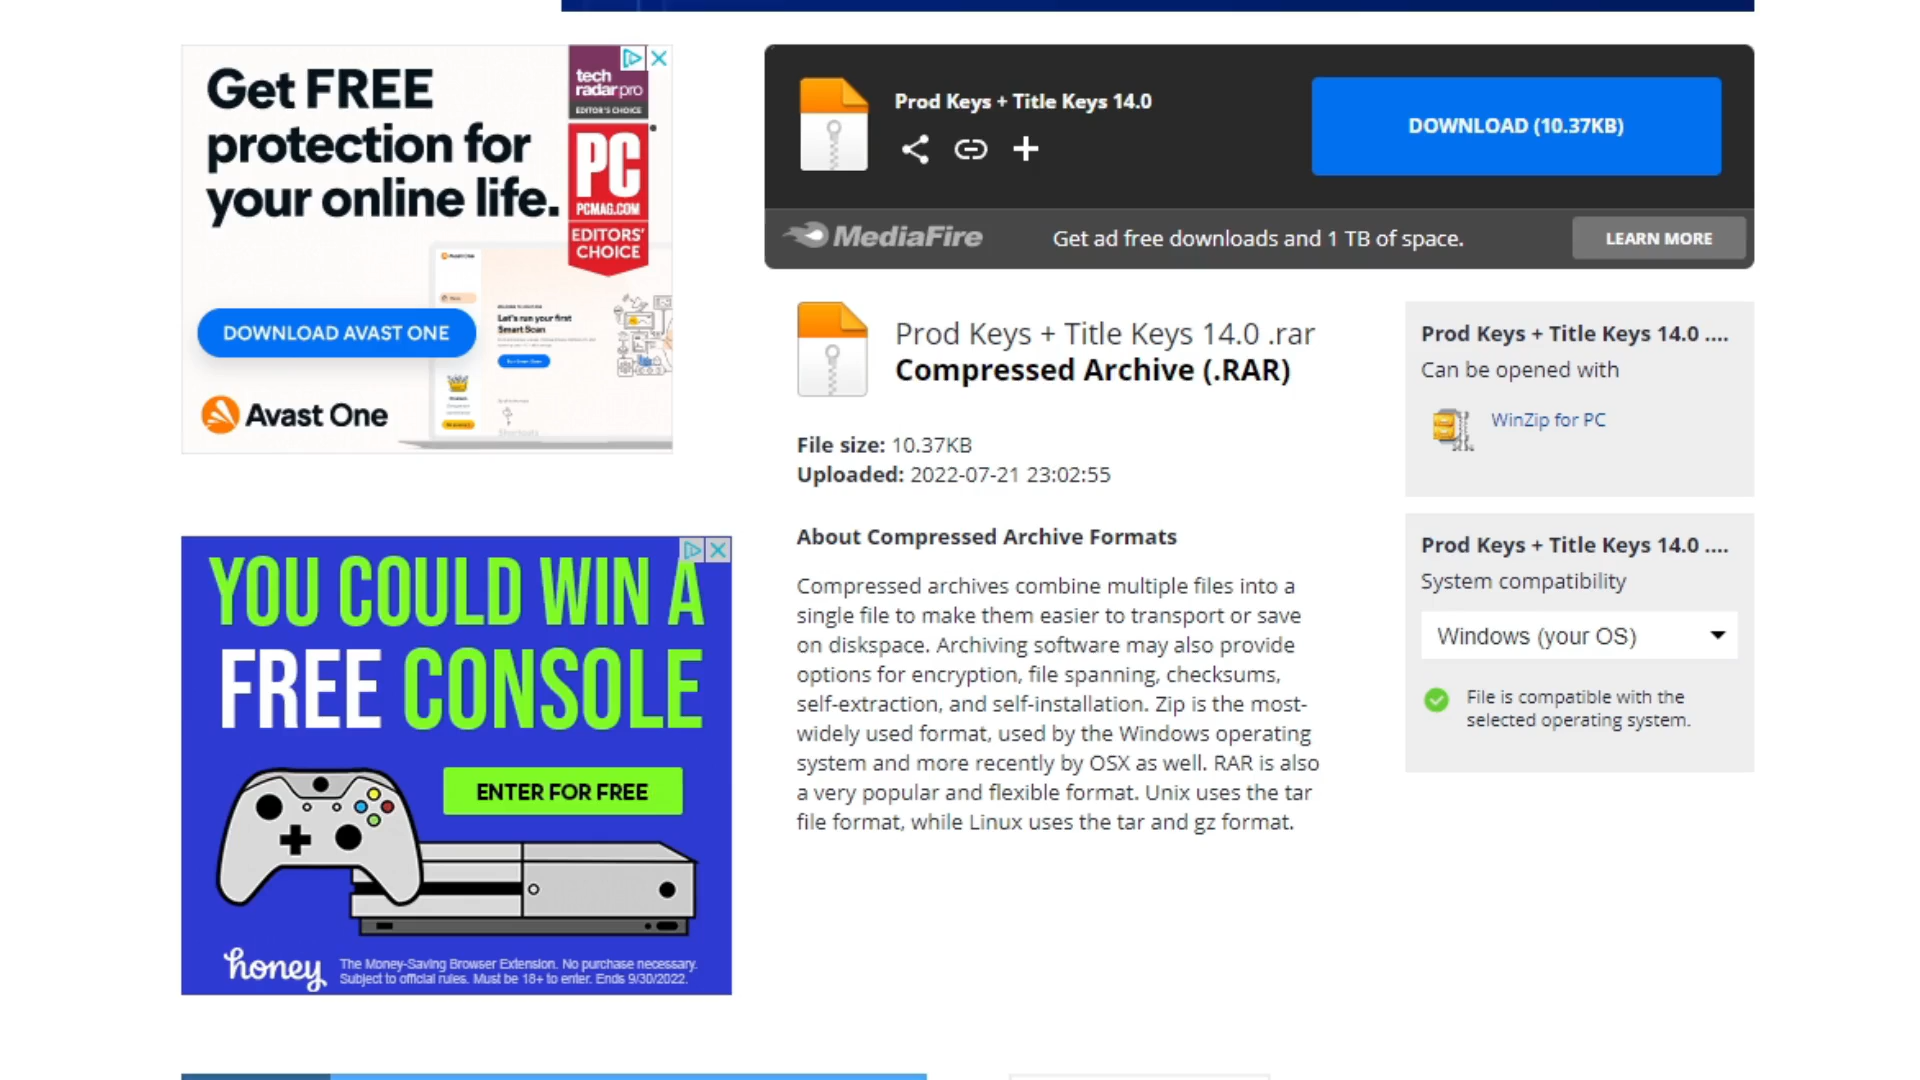 Get FREE
protection for
your online life.
tech
radar pro
EDITOR'S CHOICE
PC
PCMAG.COM
EDITORS'
CHOICE
DOWNLOAD AVAST ONE
Let's run your first
Smart Scan
Avast One
Prod Keys + Title Keys 14.0
DOWNLOAD (10.37KB)
MediaFire
Get ad free downloads and 1 TB of space.
LEARN MORE
Prod Keys + Title Keys 14.0 .rar
Compressed Archive (.RAR)
File size: 10.37KB
Uploaded: 2022-07-21 23:02:55
About Compressed Archive Formats
Compressed archives combine multiple files into a
single file to make them easier to transport or save
on diskspace. Archiving software may also provide
options for encryption, file spanning, checksums,
self-extraction, and self-installation. Zip is the most-
widely used format, used by the Windows operating
system and more recently by OSX as well. RAR is also
a very popular and flexible format. Unix uses the tar
file format, while Linux uses the tar and gz format.
Prod Keys + Title Keys 14.0 ....
Can be opened with
WinZip for PC
Prod Keys + Title Keys 14.0 ....
System compatibility
Windows (your OS)
File is compatible with the
selected operating system.
YOU COULD WIN A
FREE CONSOLE
ENTER FOR FREE
honey
The Money-Saving Browser Extension. No purchase necessary.
Subject to official rules. Must be 18+ to enter. Ends 9/30/2022.